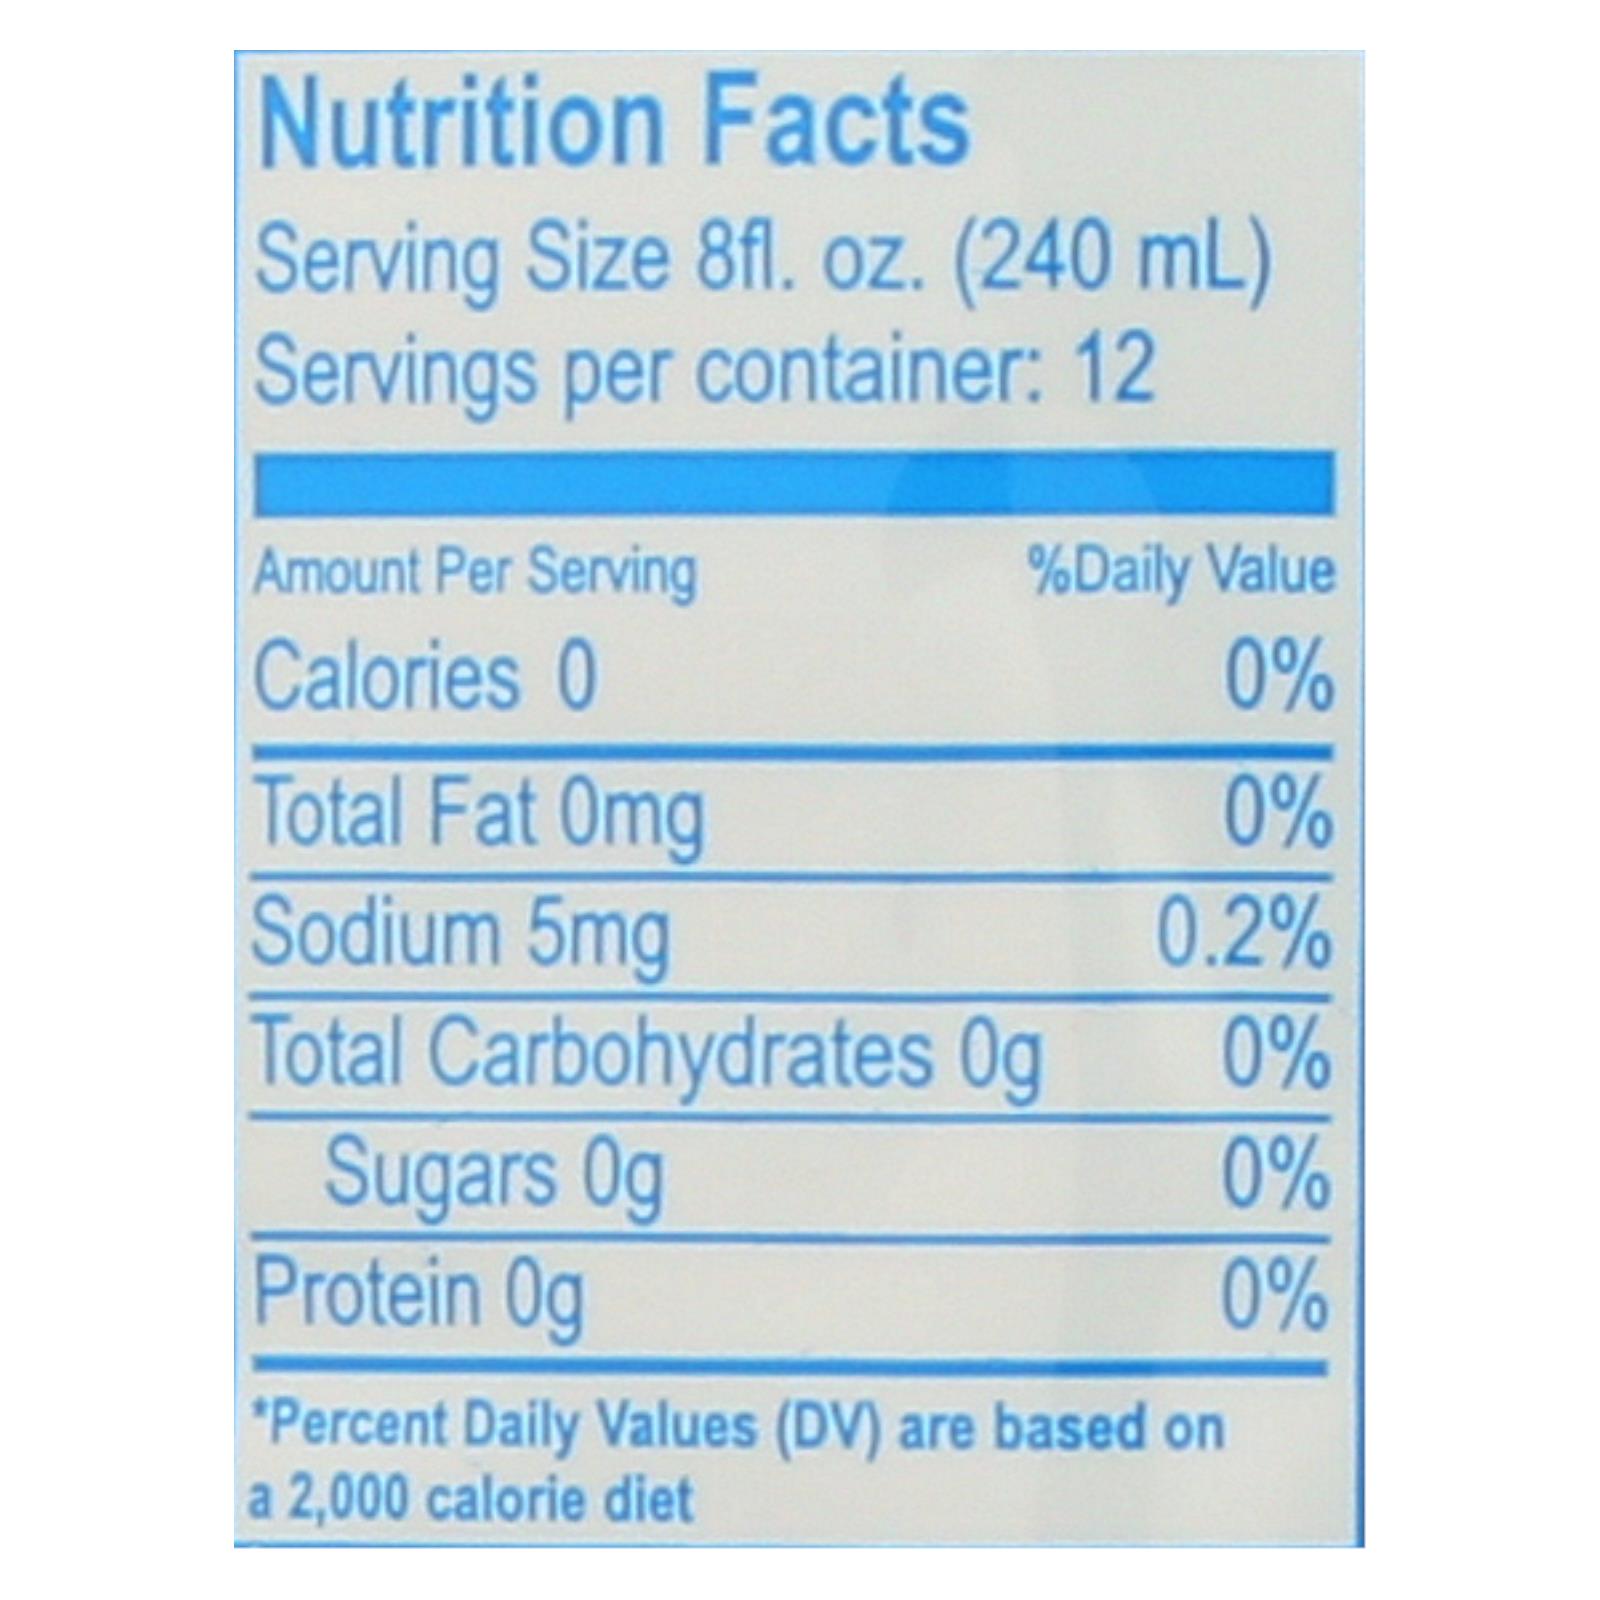 Nutrition Facts
Serving Size 8fl. oz. (240 mL)
Servings per container: 12
Amount Per Serving %Daily Value
Calories 0 0%
Total Fat 0mg 0%
Sodium 5mg 0.2%
Total Carbohydrates 0g 0%
Sugars 0g 0%
Protein 0g 0%
*Percent Daily Values (DV) are based on
a 2,000 calorie diet